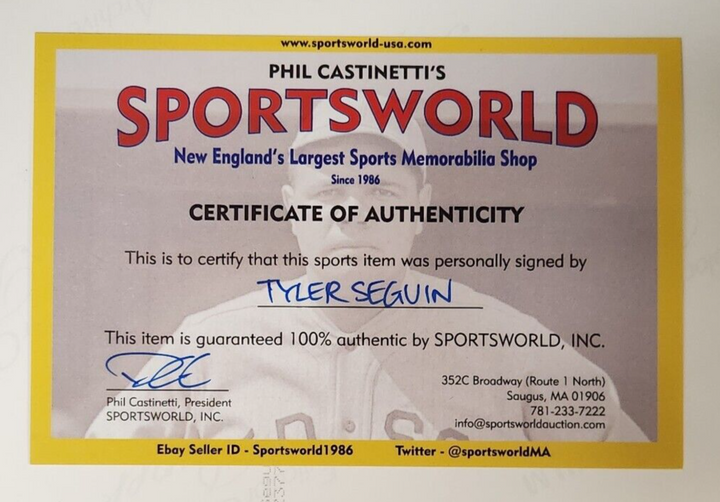 www.sportsworld-usa.com
PHIL CASTINETTI'S
SPORTSWORLD
New England's Largest Sports Memorabilia Shop
Since 1986
CERTIFICATE OF AUTHENTICITY
This is to certify that this sports item was personally signed by
TYLER SEGUIN
This item is guaranteed 100% authentic by SPORTSWORLD, INC.
Phil Castinetti, President
SPORTSWORLD, INC.
352C Broadway (Route 1 North)
Saugus, MA 01906
781-233-7222
info@sportsworldauction.com
Ebay Seller ID - Sportsworld1986 Twitter - @sportsworldMA